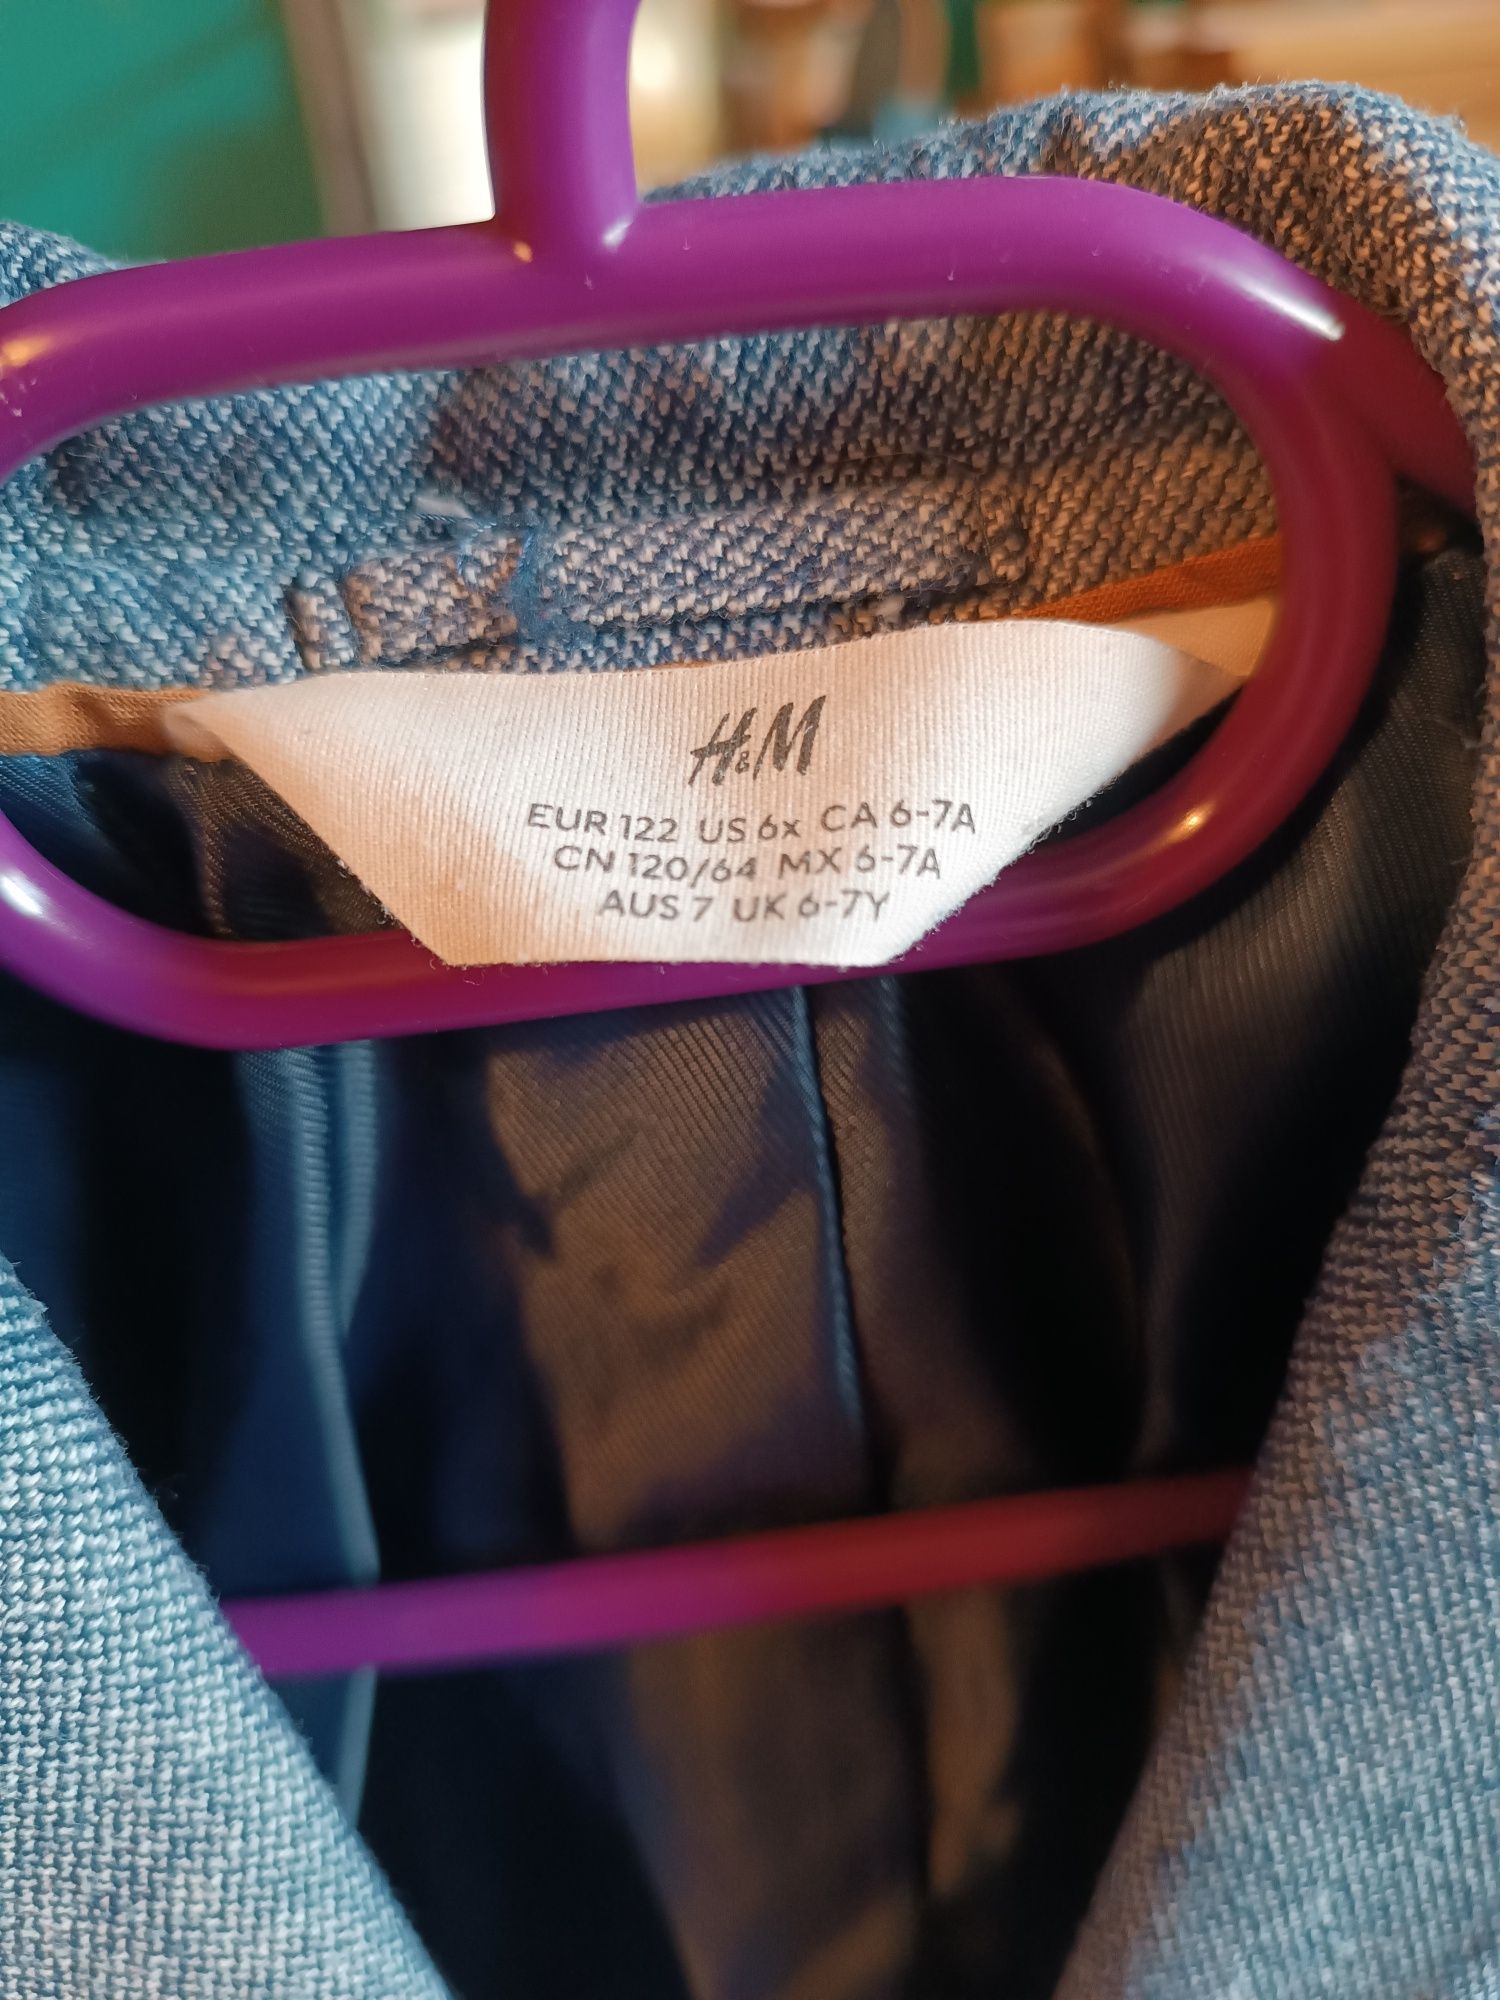 H&M
EUR 122 US 6x CA 6-7A
CN 120/64 MX 6-7A
AUS 7 UK 6-7Y